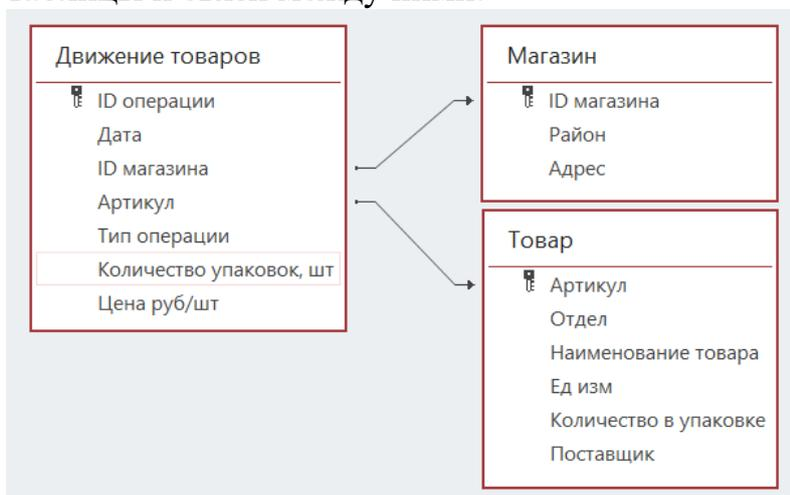 Движение товаров
ID операции
Дата
ID магазина
Артикул
Тип операции
Количество упаковок, шт
Цена руб/шт
Магазин
ID магазина
Район
Адрес
Товар
Артикул
Отдел
Наименование товара
Ед изм
Количество в упаковке
Поставщик